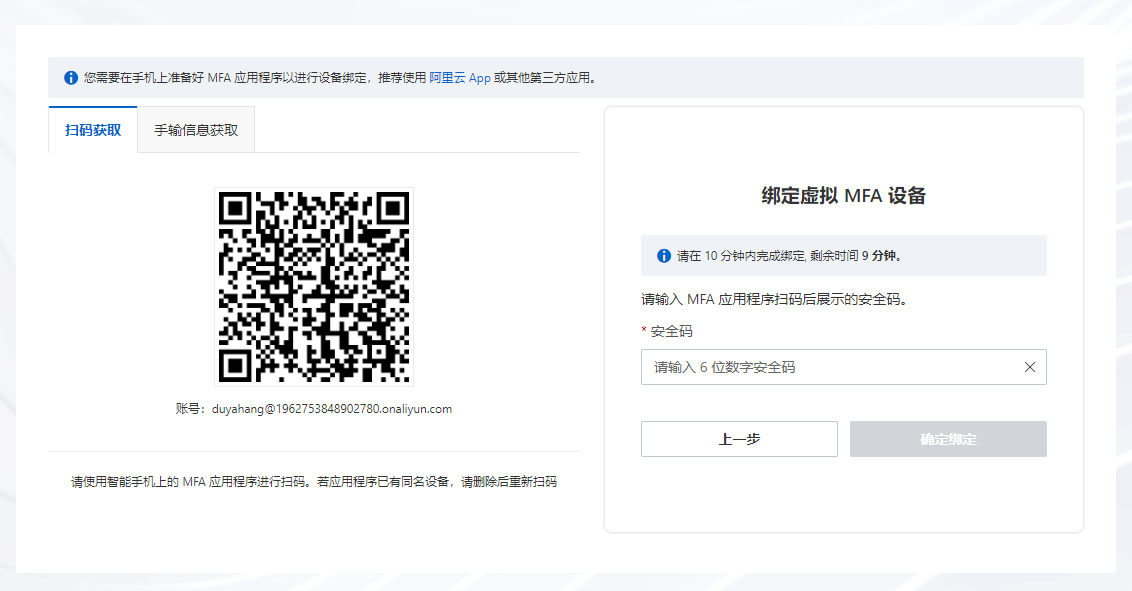 您需要在手机上准备好 MFA 应用程序以进行设备绑定，推荐使用 阿里云 App 或其他第三方应用。
扫码获取
手输信息获取
账号：duyahang@1962753848902780.onaliyun.com
请使用智能手机上的 MFA 应用程序进行扫码。若应用程序已有同名设备，请删除后重新扫码
绑定虚拟 MFA 设备
请在 10 分钟内完成绑定, 剩余时间 9 分钟。
请输入 MFA 应用程序扫码后展示的安全码。
* 安全码
请输入 6 位数字安全码
上一步
确定绑定